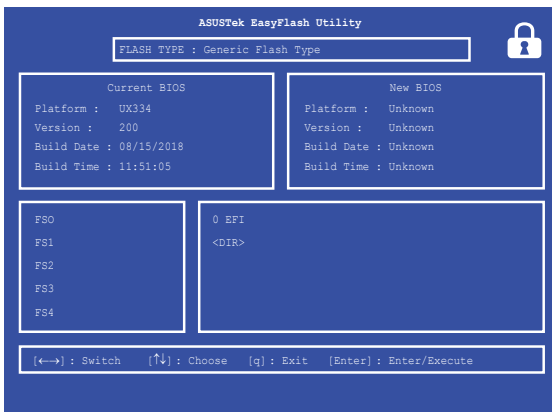 ASUSTek EasyFlash Utility
FLASH TYPE : Generic Flash Type
Current BIOS
Platform : UX334
Version : 200
Build Date : 08/15/2018
Build Time : 11:51:05
New BIOS
Platform : Unknown
Version : Unknown
Build Date : Unknown
Build Time : Unknown
FSO
FS1
FS2
FS3
FS4
0 EFI
<DIR>
[←→] : Switch [↑↓] : Choose [q] : Exit [Enter] : Enter/Execute